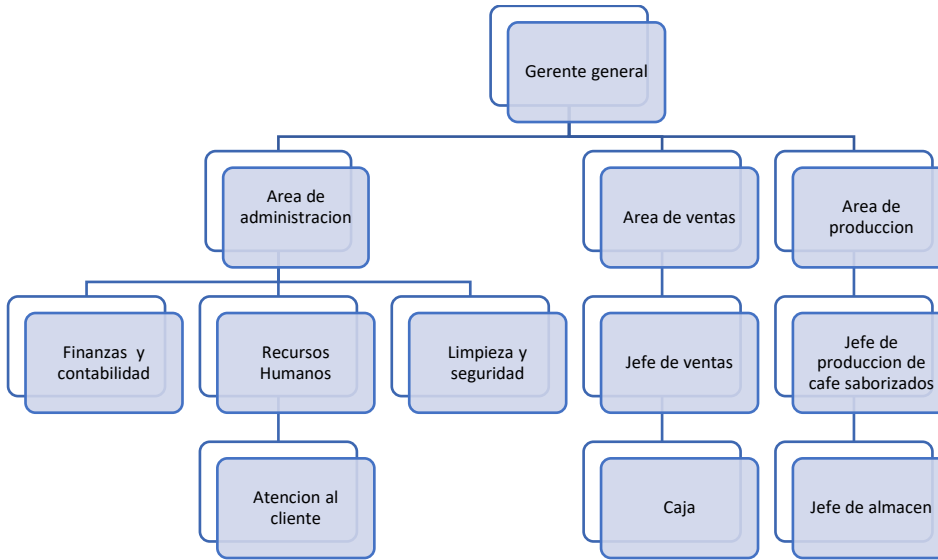 Gerente general
Area de
administracion
Area de ventas
Area de
produccion
Finanzas y
contabilidad
Recursos
Humanos
Limpieza y
seguridad
Jefe de ventas
Jefe de
produccion de
cafe saborizados
Atencion al
cliente
Caja
Jefe de almacen